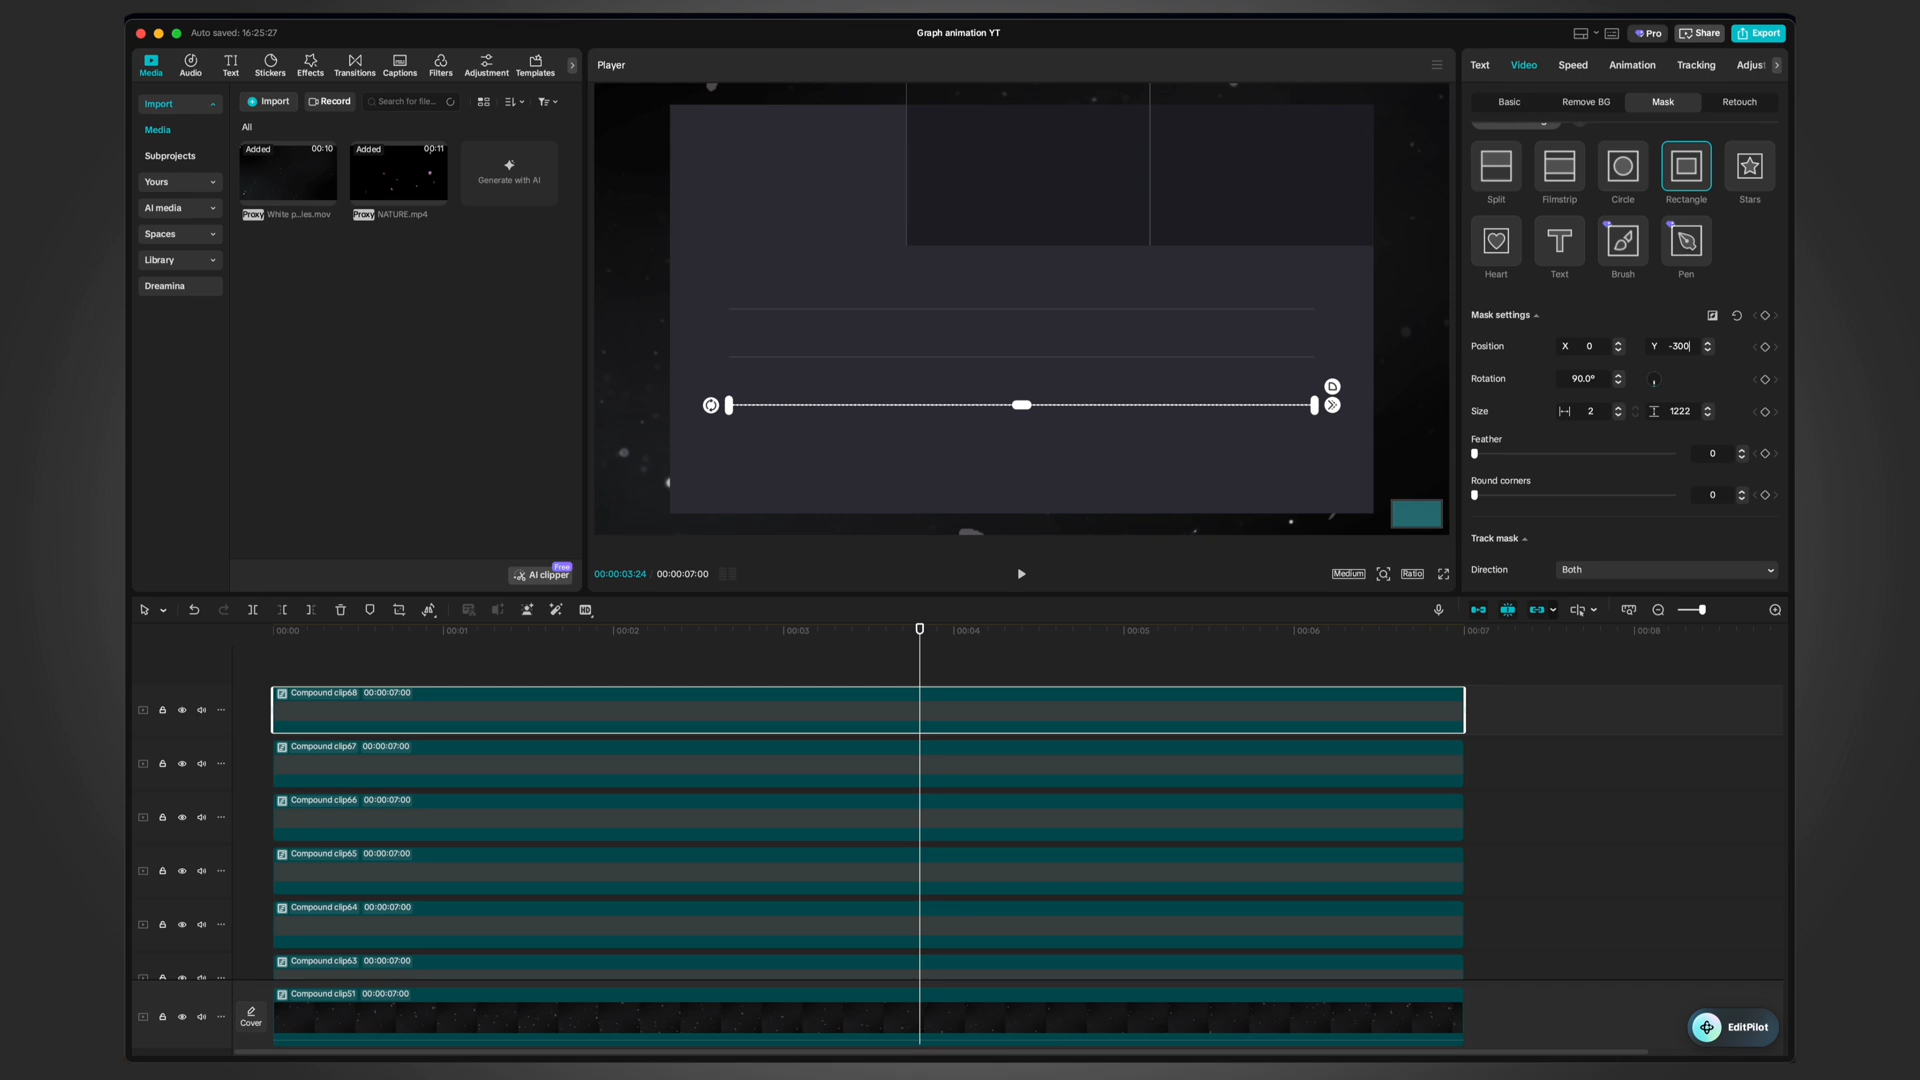 Auto saved: 16:25:27
Graph animation YT
Pro
Share
Export
Media
Audio
Text
Stickers
Effects
Transitions
Captions
Filters
Adjustment
Templates
Player
Text
Video
Speed
Animation
Tracking
Adjust
Import
Media
Subprojects
Yours
AI media
Spaces
Library
Dreamina
Import
Record
Search for file...
All
Added 00:10
Added 00:11
Proxy White p...les.mov
Proxy NATURE.mp4
Generate with AI
Free
AI clipper
Basic
Remove BG
Mask
Retouch
Split
Filmstrip
Circle
Rectangle
Stars
Heart
Text
Brush
Pen
Mask settings
Position X 0 Y -300
Rotation 90.0°
Size 2 1222
Feather
0
Round corners
0
Track mask
Direction Both
00:00:03:24 / 00:00:07:00
Medium
Ratio
00:00
00:01
00:02
00:03
00:04
00:05
00:06
00:07
00:08
Compound clip68 00:00:07:00
Compound clip67 00:00:07:00
Compound clip66 00:00:07:00
Compound clip65 00:00:07:00
Compound clip64 00:00:07:00
Compound clip63 00:00:07:00
Compound clip51 00:00:07:00
Cover
EditPilot